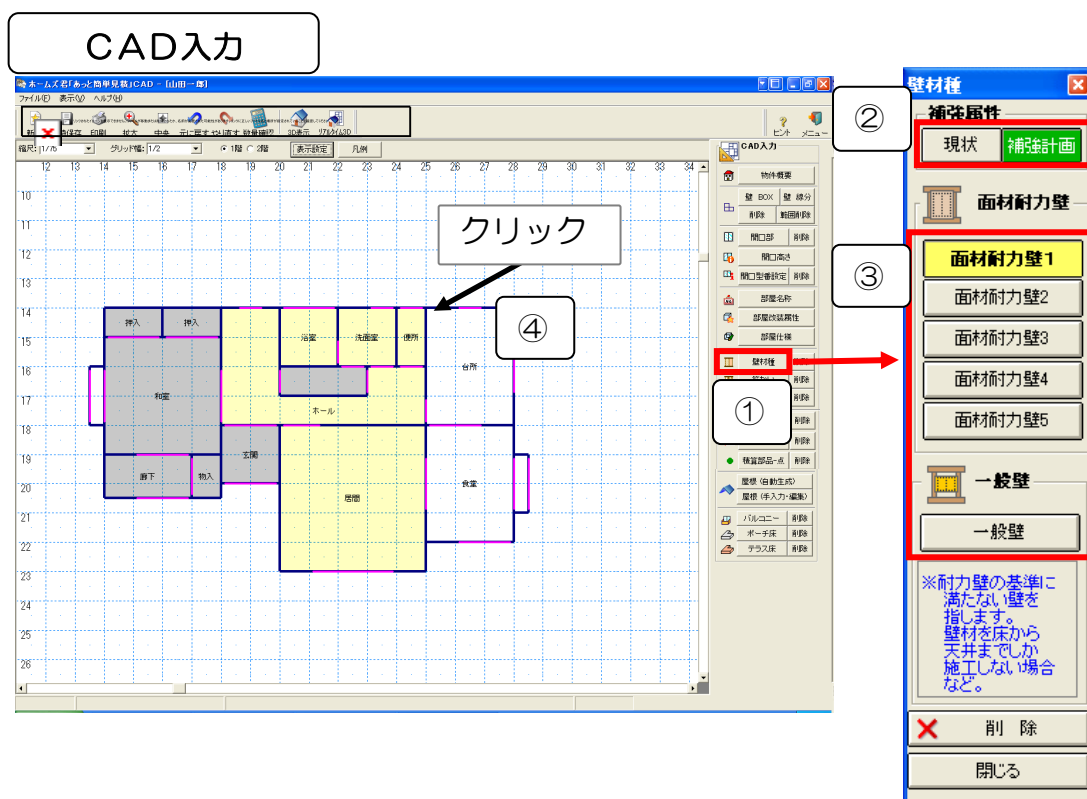 CAD入力
ホームズ君「あっと簡単見積」CAD - [山田一郎]
ファイル(F) 表示(V) ヘルプ(H)
印刷 拡大 中央 元に戻す やり直す 数量確認 3D表示 リアルタイム3D ヒント メニュー
縮尺: 1/75 グリッド幅: 1/2 1階 2階 表示設定 凡例
12 13 14 15 16 17 18 19 20 21 22 23 24 25 26 27 28 29 30 31 32 33 34
10
11
12
13
14
15
16
17
18
19
20
21
22
23
24
25
26
クリック
④
押入 押入 浴室 洗面室 便所 台所
和室 ホール
玄関
廊下 物入 居間 食堂
CAD入力
物件概要
壁 BOX 壁 線分
削除 範囲削除
開口部 削除
開口高さ
開口型番設定 削除
部屋名称
部屋改装属性
部屋仕様
壁材種
削除
削除
①
削除
削除
積算部品-点 削除
屋根（自動生成）
屋根（手入力・編集）
バルコニー 削除
ポーチ床 削除
テラス床 削除
②
③
壁材種
補強属性
現状 補強計画
面材耐力壁
面材耐力壁1
面材耐力壁2
面材耐力壁3
面材耐力壁4
面材耐力壁5
一般壁
一般壁
※耐力壁の基準に
満たない壁を
指します。
壁材を床から
天井までしか
施工しない場合
など。
削 除
閉じる